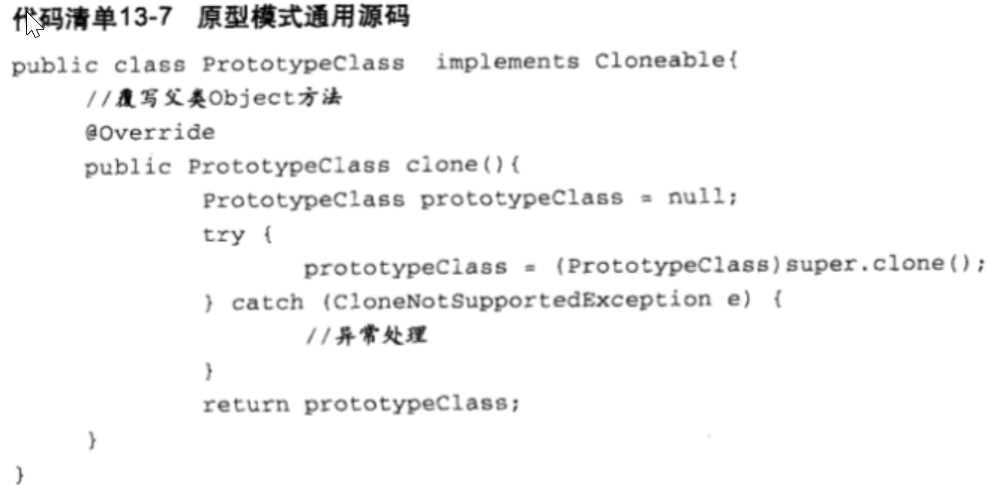 代码清单13-7 原型模式通用源码
public class PrototypeClass implements Cloneable{
//覆写父类Object方法
@Override
public PrototypeClass clone(){
PrototypeClass prototypeClass = null;
try {
prototypeClass = (PrototypeClass)super.clone();
} catch (CloneNotSupportedException e) {
//异常处理
}
return prototypeClass;
}
}